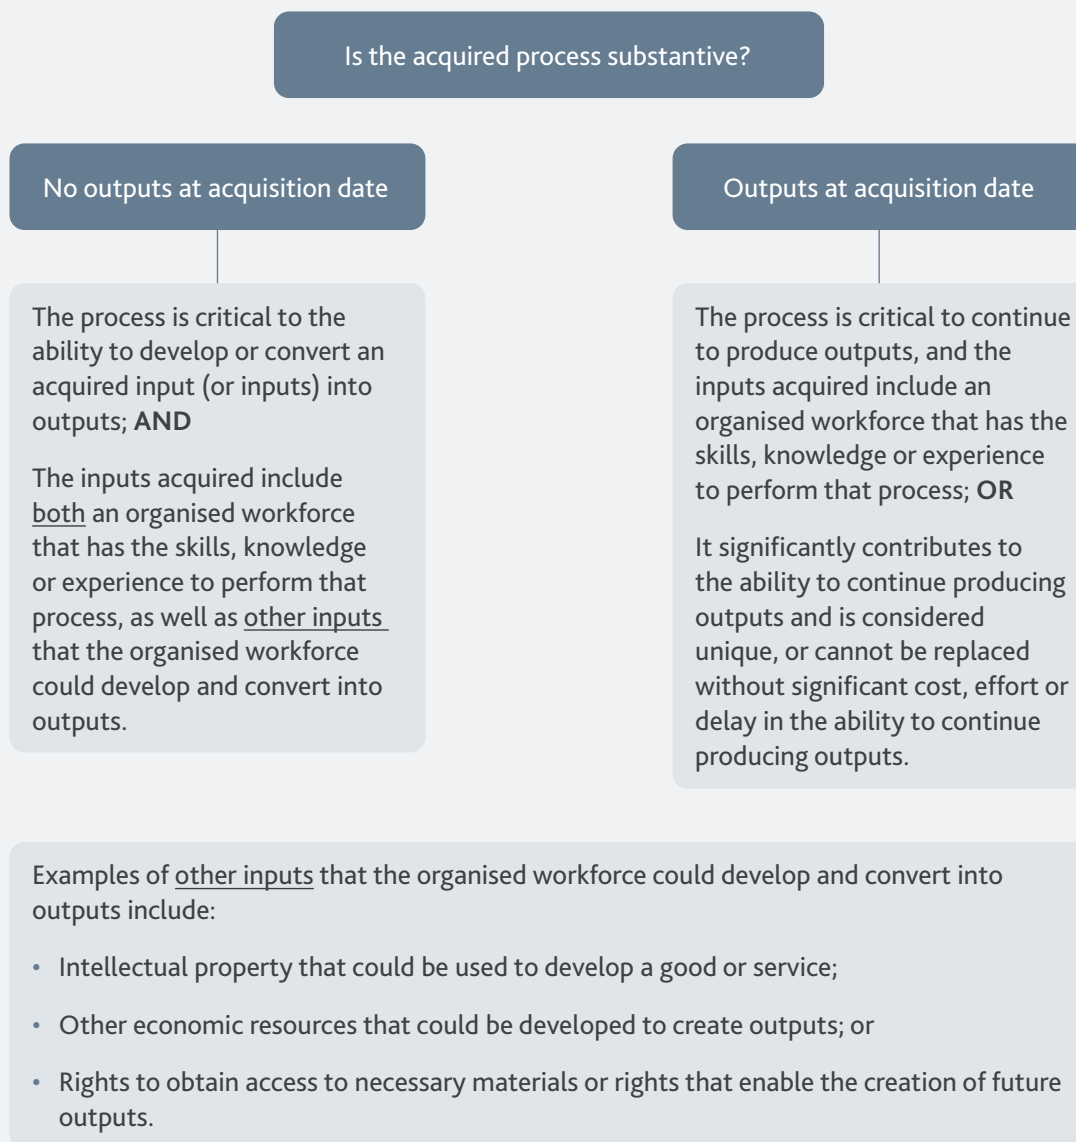 Is the acquired process substantive?
No outputs at acquisition date
The process is critical to the
ability to develop or convert an
acquired input (or inputs) into
outputs; AND
The inputs acquired include
both an organised workforce
that has the skills, knowledge
or experience to perform that
process, as well as other inputs
that the organised workforce
could develop and convert into
outputs.
Outputs at acquisition date
The process is critical to continue
to produce outputs, and the
inputs acquired include an
organised workforce that has the
skills, knowledge or experience
to perform that process; OR
It significantly contributes to
the ability to continue producing
outputs and is considered
unique, or cannot be replaced
without significant cost, effort or
delay in the ability to continue
producing outputs.
Examples of other inputs that the organised workforce could develop and convert into
outputs include:
• Intellectual property that could be used to develop a good or service;
• Other economic resources that could be developed to create outputs; or
• Rights to obtain access to necessary materials or rights that enable the creation of future
outputs.